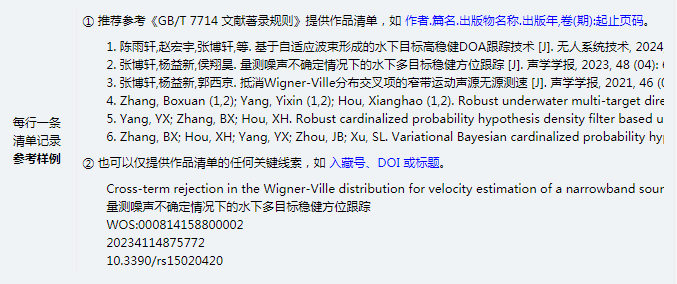 ① 推荐参考《GB/T 7714 文献著录规则》提供作品清单，如 作者.篇名.出版物名称.出版年,卷(期):起止页码。
1. 陈雨轩,赵宏宇,张博轩,等. 基于自适应波束形成的水下目标高稳健DOA跟踪技术 [J]. 无人系统技术, 2024
2. 张博轩,杨益新,侯翔昊. 量测噪声不确定情况下的水下多目标稳健方位跟踪 [J]. 声学学报, 2023, 48 (04): 6
3. 张博轩,杨益新,郭西京. 抵消Wigner-Ville分布交叉项的窄带运动声源无源测速 [J]. 声学学报, 2021, 46 (0
4. Zhang, Boxuan (1,2); Yang, Yixin (1,2); Hou, Xianghao (1,2). Robust underwater multi-target dire
5. Yang, YX; Zhang, BX; Hou, XH. Robust cardinalized probability hypothesis density filter based u
6. Zhang, BX; Hou, XH; Yang, YX; Zhou, JB; Xu, SL. Variational Bayesian cardinalized probability hy
每行一条
清单记录
参考样例
② 也可以仅提供作品清单的任何关键线索，如 入藏号、DOI 或标题。
Cross-term rejection in the Wigner-Ville distribution for velocity estimation of a narrowband sour
量测噪声不确定情况下的水下多目标稳健方位跟踪
WOS:000814158800002
20234114875772
10.3390/rs15020420